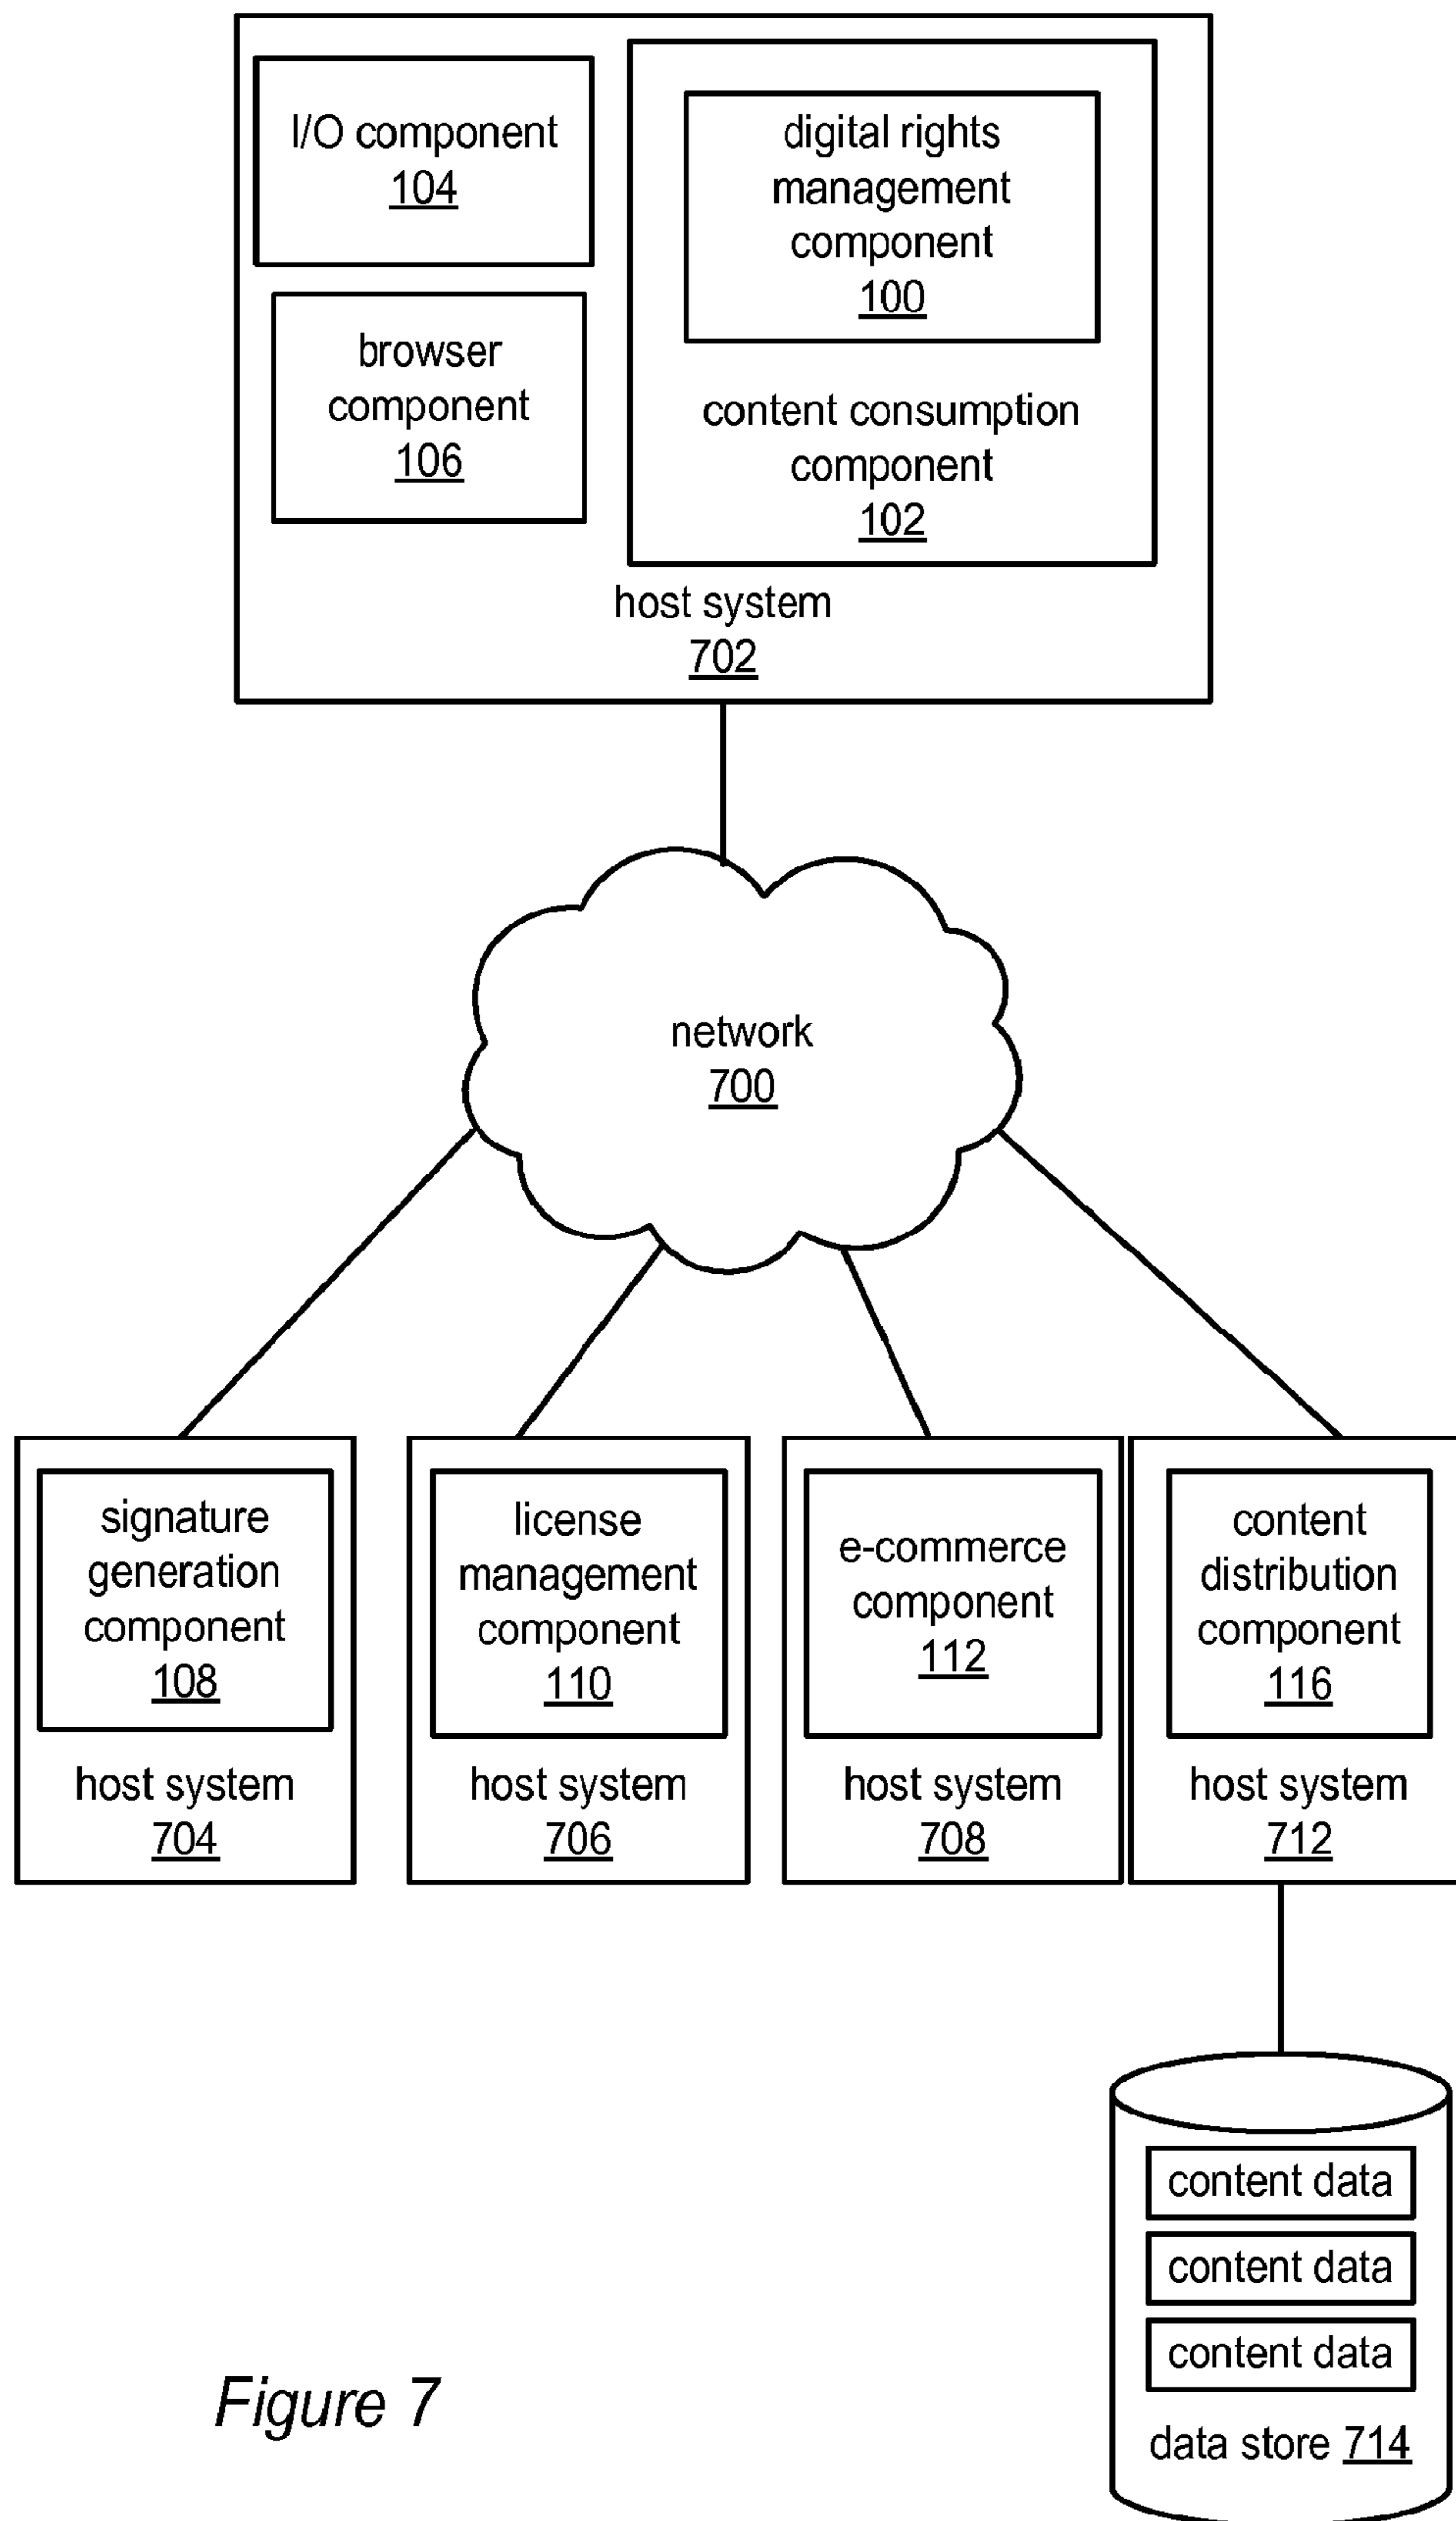 I/O component
104
browser
component
106
digital rights
management
component
100
content consumption
component
102
host system
702
network
700
signature
generation
component
108
host system
704
license
management
component
110
host system
706
e-commerce
component
112
host system
708
content
distribution
component
116
host system
712
content data
content data
content data
data store 714
Figure 7